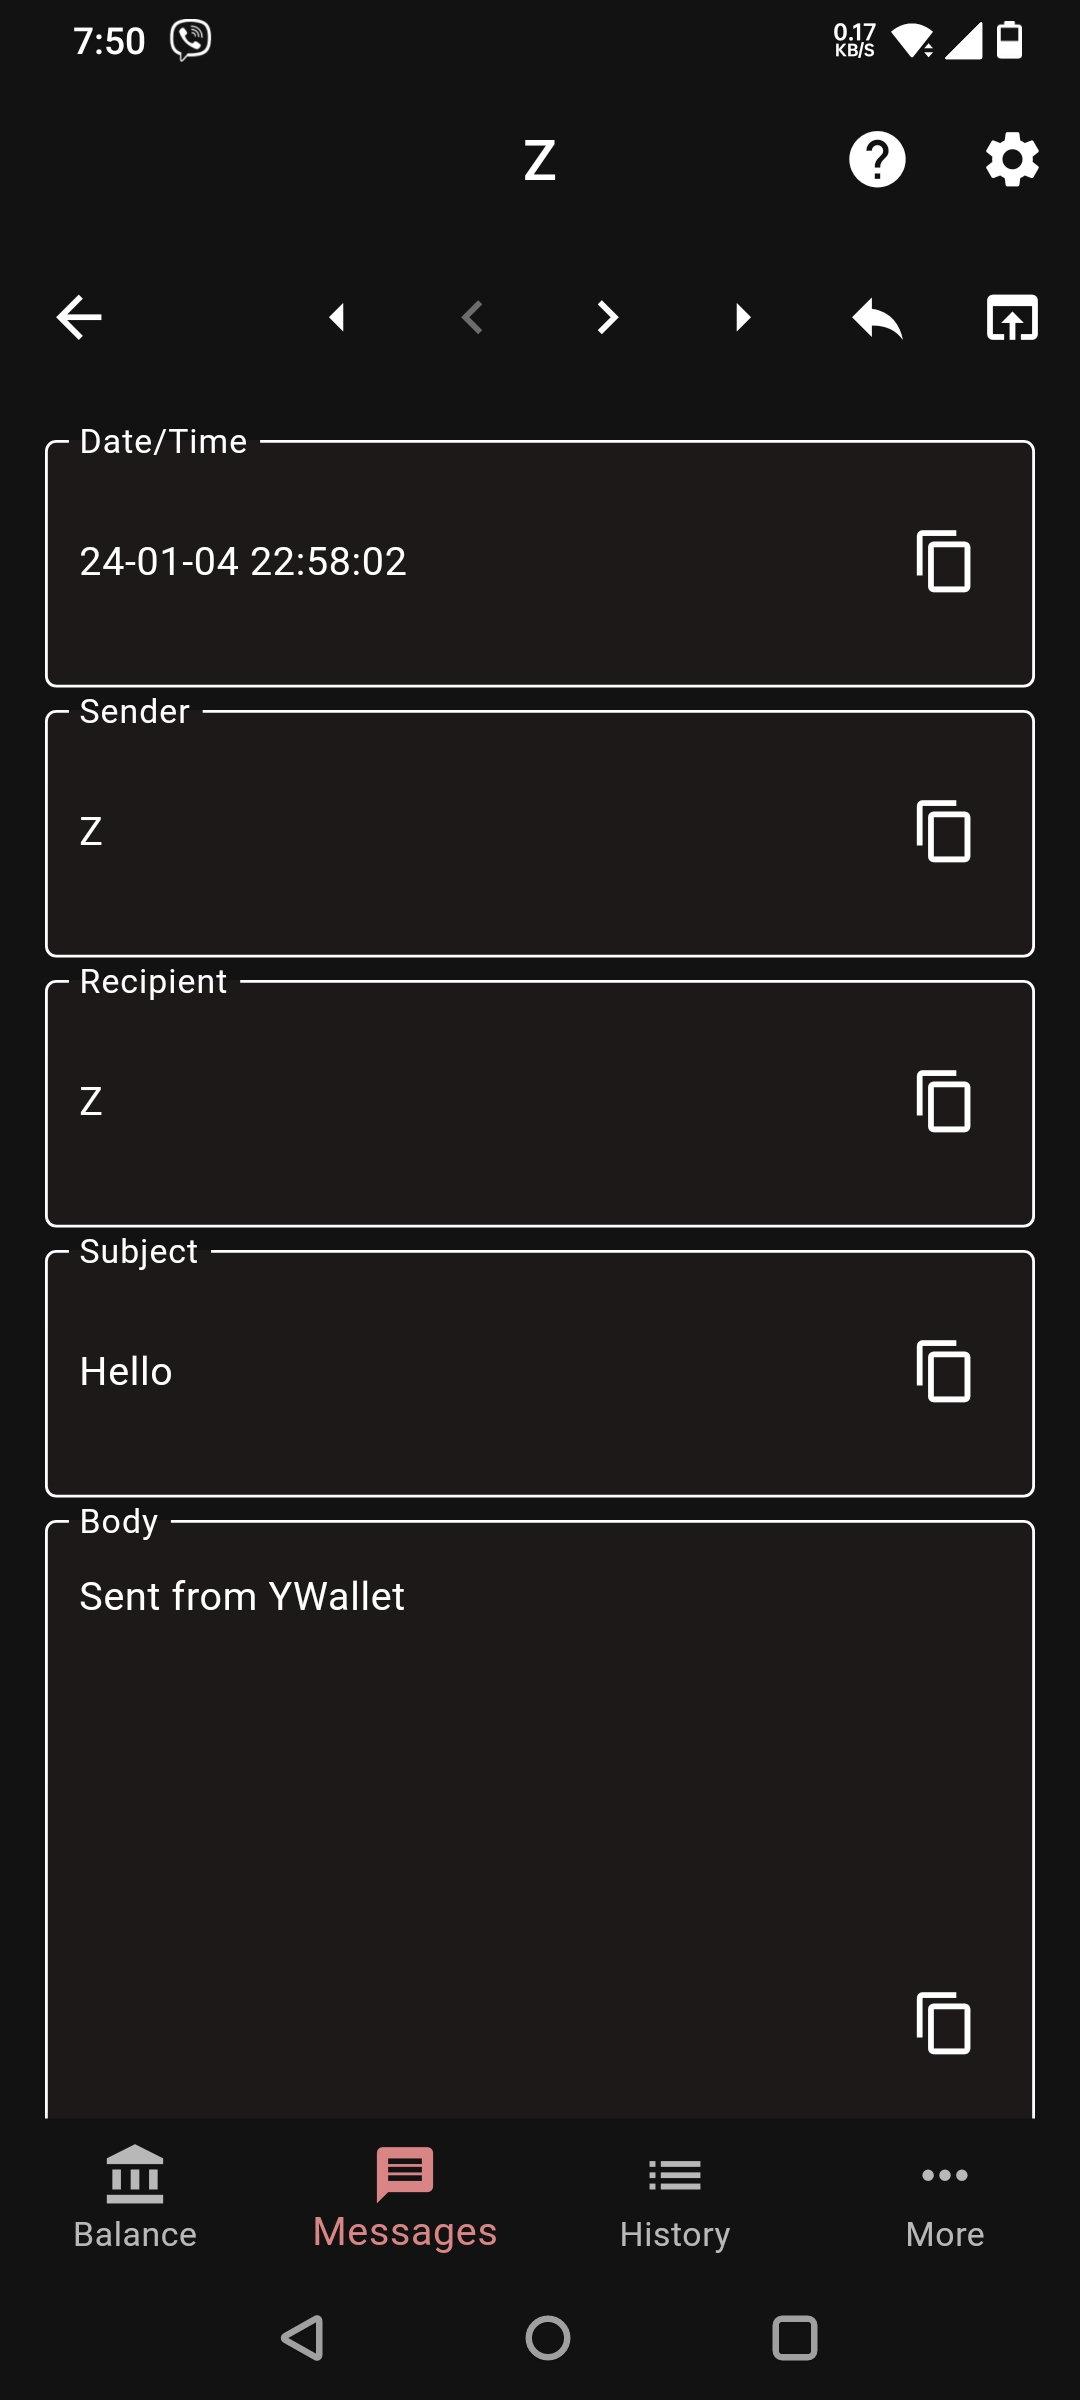 7:50
0.17
KB/S
Z
Date/Time
24-01-04 22:58:02
Sender
Z
Recipient
Z
Subject
Hello
Body
Sent from YWallet
Balance
Messages
History
More